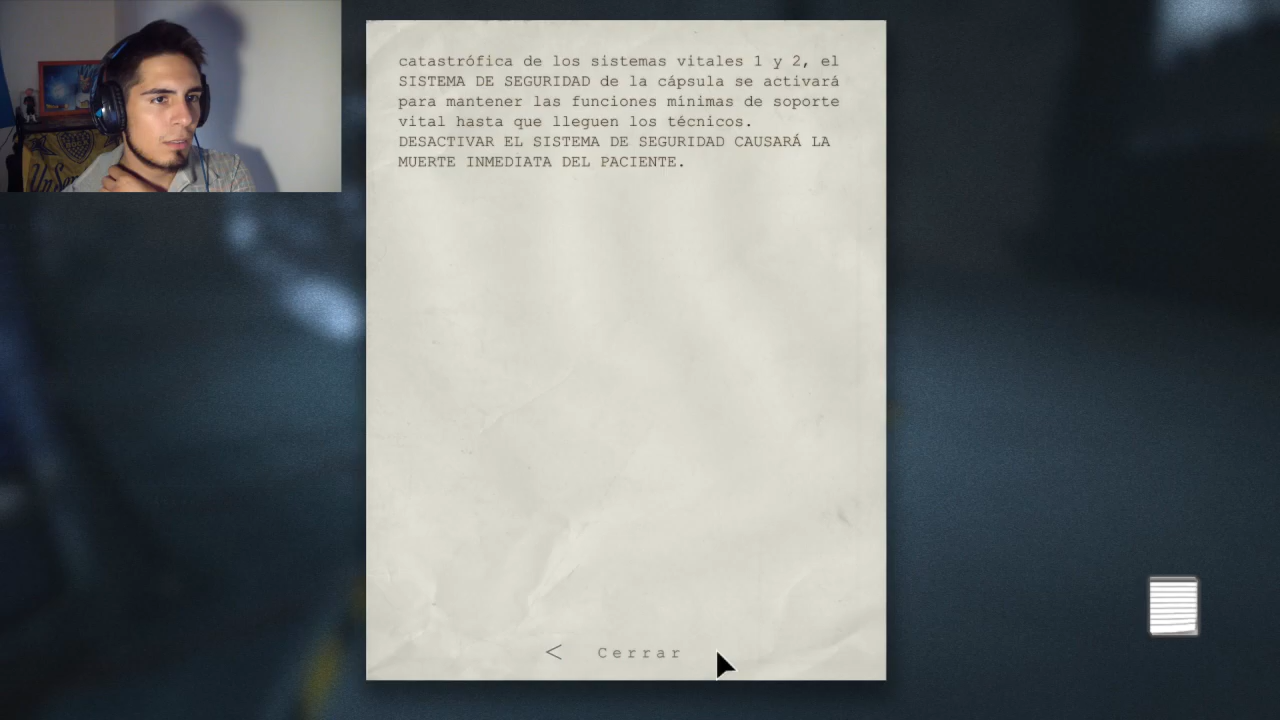 catastrófica de los sistemas vitales 1 y 2, el
SISTEMA DE SEGURIDAD de la cápsula se activará
para mantener las funciones mínimas de soporte
vital hasta que lleguen los técnicos.
DESACTIVAR EL SISTEMA DE SEGURIDAD CAUSARÁ LA
MUERTE INMEDIATA DEL PACIENTE.
< Cerrar